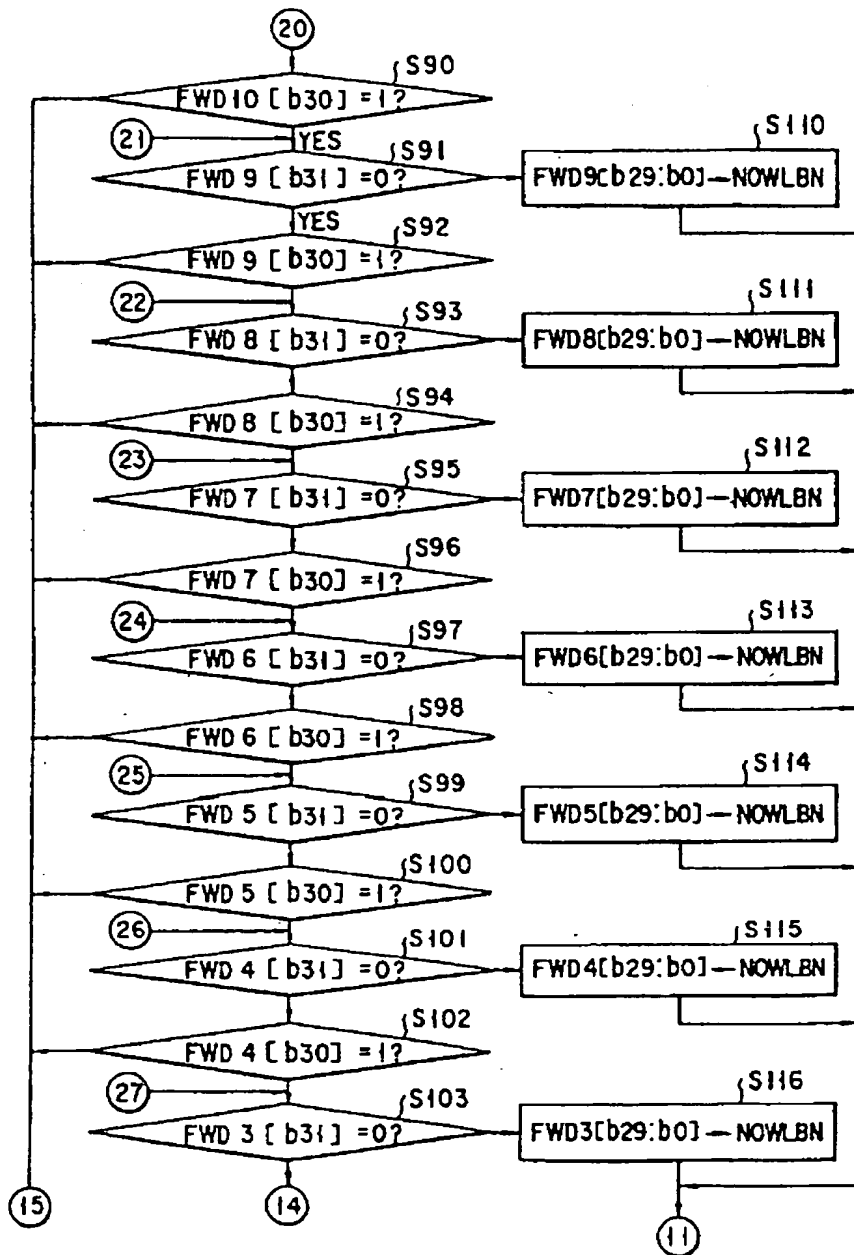 20
S90
FWD10 [b30] =1?
21
YES
S91
FWD 9 [b31] =0?
S110
FWD9[b29:b0]—NOWLBN
YES
S92
FWD 9 [b30] =1?
22
S93
FWD 8 [b31] =0?
S111
FWD8[b29:b0]—NOWLBN
S94
FWD 8 [b30] =1?
23
S95
FWD 7 [b31] =0?
S112
FWD7[b29:b0]—NOWLBN
S96
FWD 7 [b30] =1?
24
S97
FWD 6 [b31] =0?
S113
FWD6[b29:b0]—NOWLBN
S98
FWD 6 [b30] =1?
25
S99
FWD 5 [b31] =0?
S114
FWD5[b29:b0]—NOWLBN
S100
FWD 5 [b30] =1?
26
S101
FWD 4 [b31] =0?
S115
FWD4[b29:b0]—NOWLBN
S102
FWD 4 [b30] =1?
27
S103
FWD 3 [b31] =0?
S116
FWD3[b29:b0]—NOWLBN
15
14
11